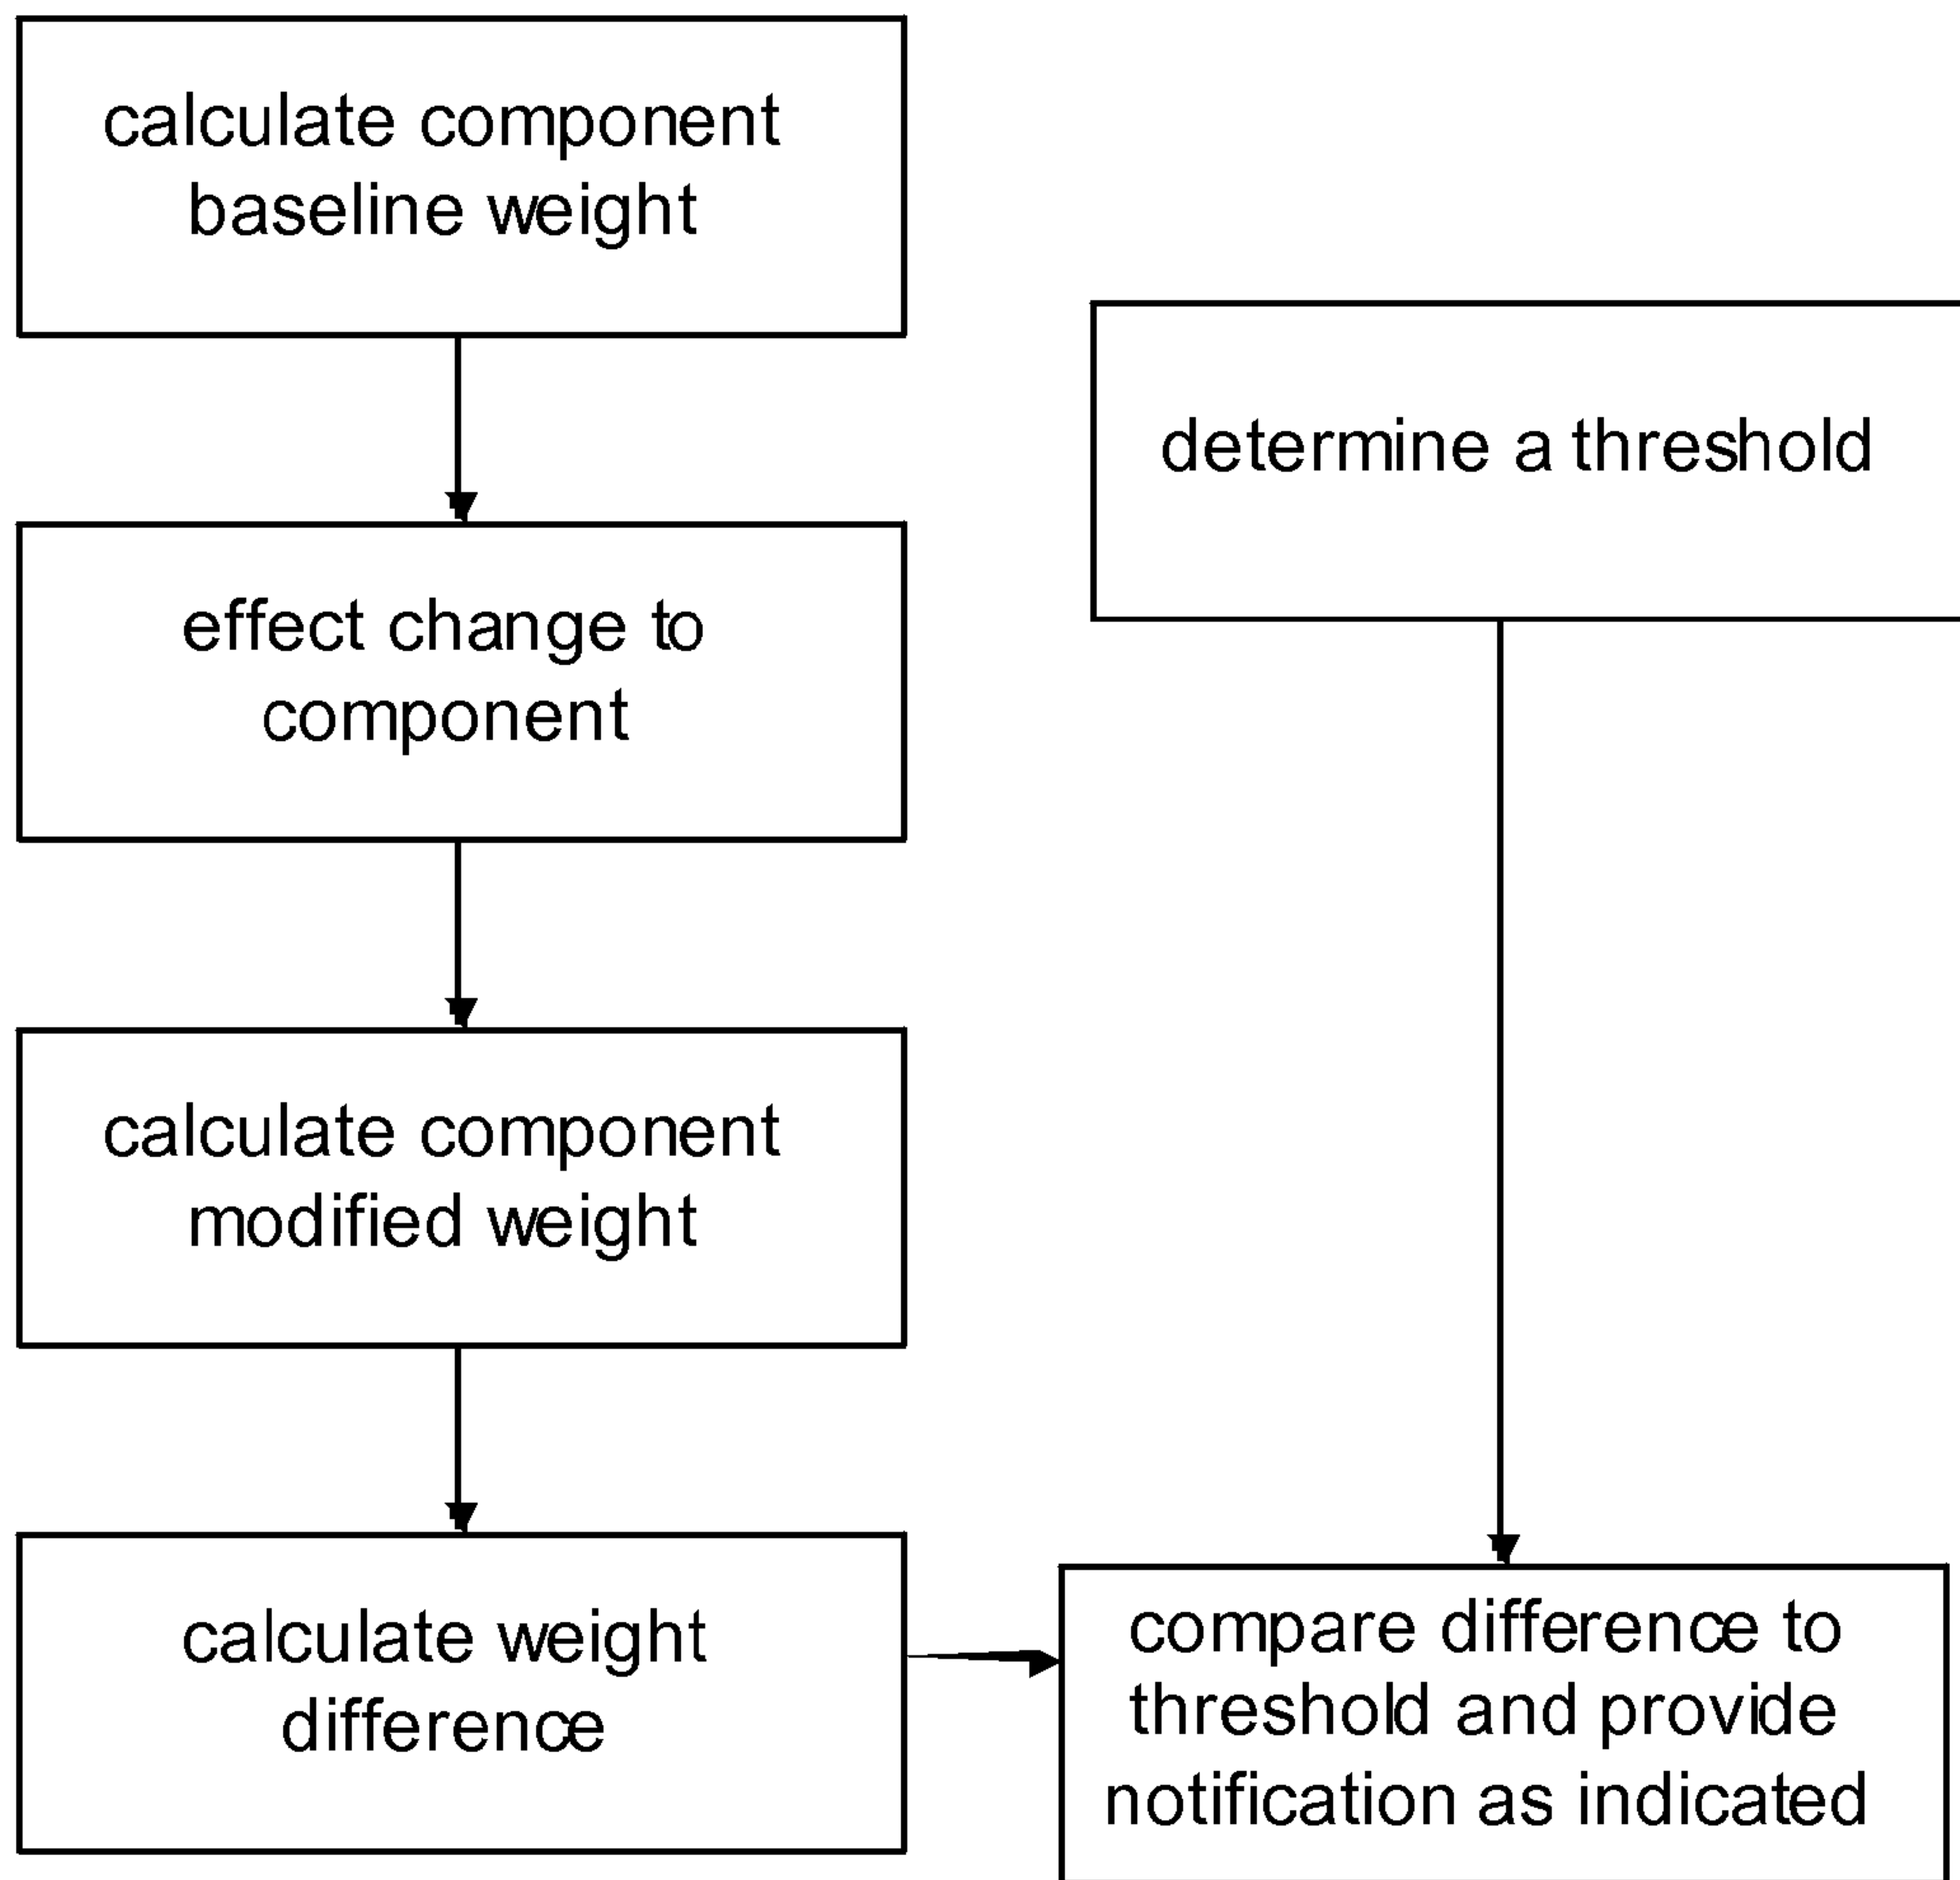 calculate component
baseline weight
determine a threshold
effect change to
component
calculate component
modified weight
calculate weight
difference
compare difference to
threshold and provide
notification as indicated